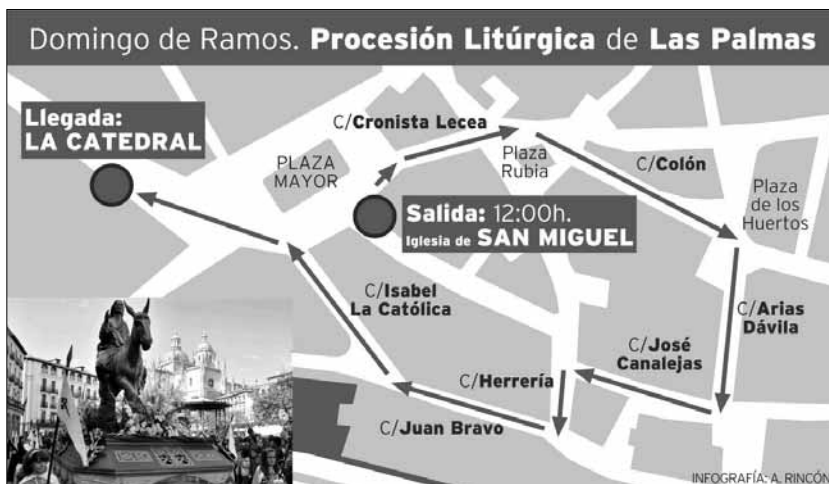 Domingo de Ramos. Procesión Litúrgica de Las Palmas
Llegada:
LA CATEDRAL
PLAZA
MAYOR
C/Cronista Lecea
Plaza
Rubia
C/Colón
Plaza
de los
Huertos
Salida: 12:00h.
Iglesia de SAN MIGUEL
C/Isabel
La Católica
C/Arias
Dávila
C/José
Canalejas
C/Herrería
C/Juan Bravo
INFOGRAFÍA: A. RINCÓN